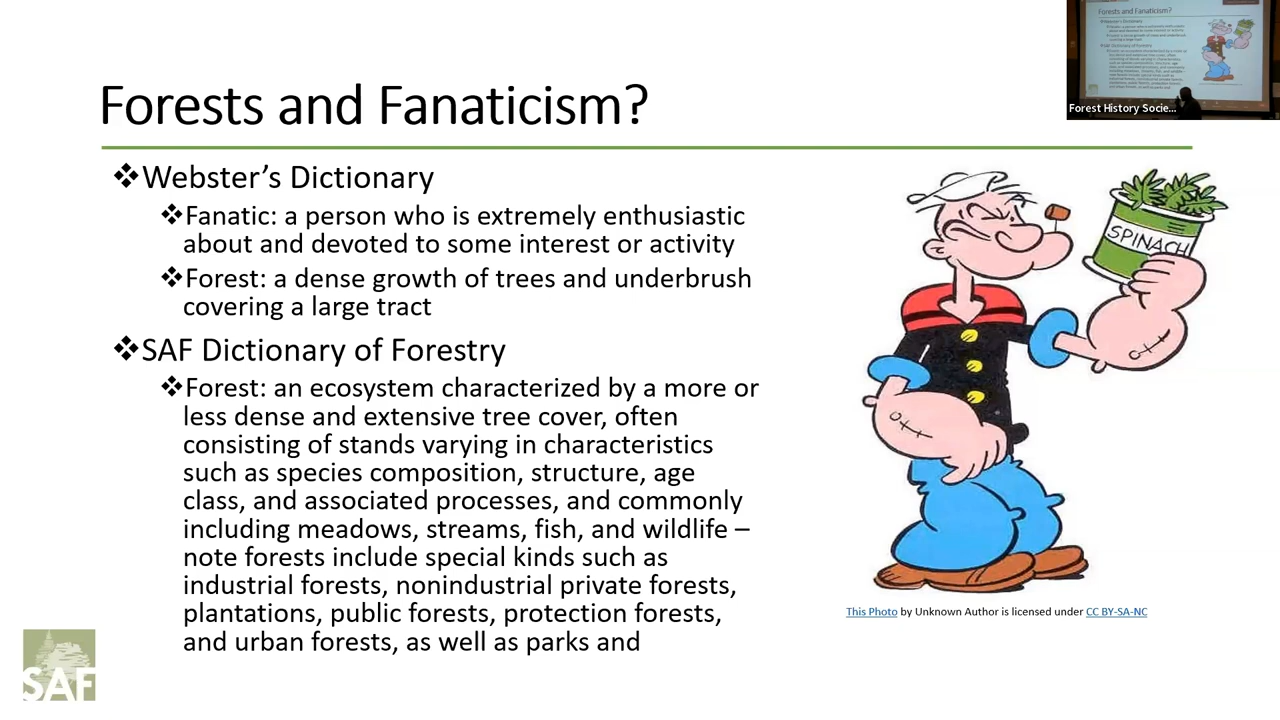 Forests and Fanaticism?
Forest History Socie...
❖Webster's Dictionary
❖Fanatic: a person who is extremely enthusiastic
about and devoted to some interest or activity
❖Forest: a dense growth of trees and underbrush
covering a large tract
❖SAF Dictionary of Forestry
❖Forest: an ecosystem characterized by a more or
less dense and extensive tree cover, often
consisting of stands varying in characteristics
such as species composition, structure, age
class, and associated processes, and commonly
including meadows, streams, fish, and wildlife –
note forests include special kinds such as
industrial forests, nonindustrial private forests,
plantations, public forests, protection forests,
and urban forests, as well as parks and
SPINACH
This Photo by Unknown Author is licensed under CC BY-SA-NC
SAF